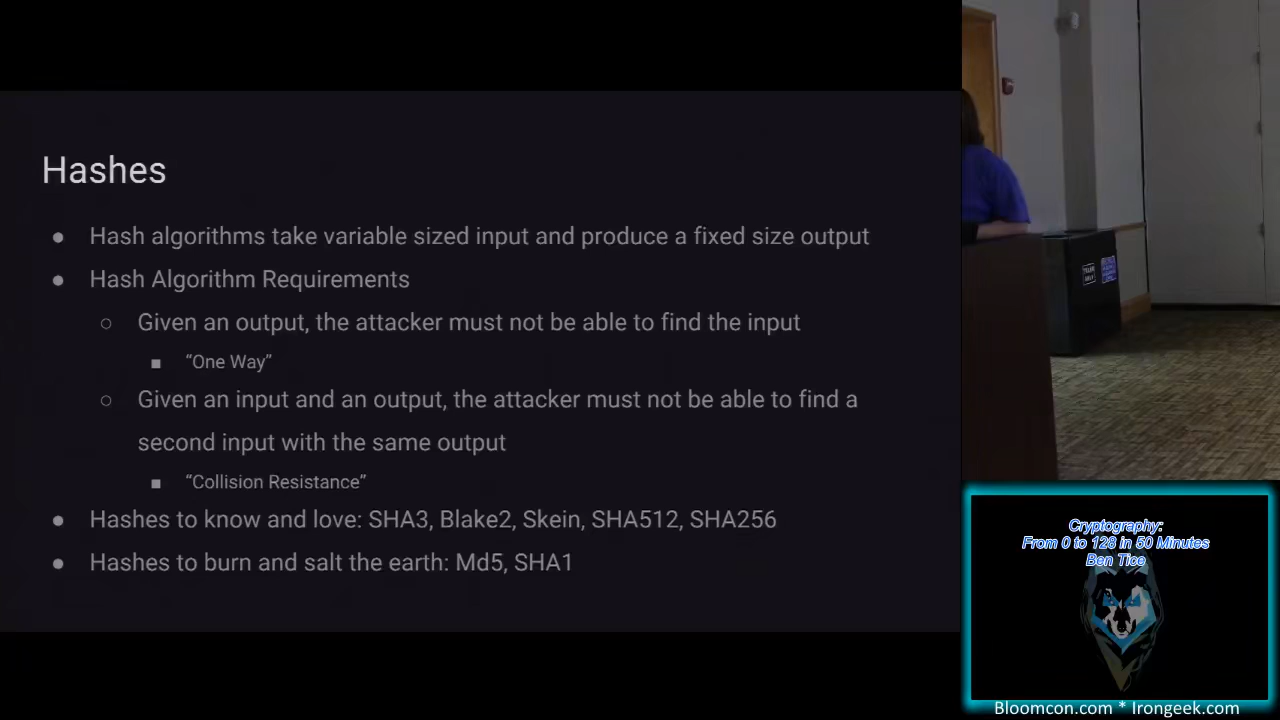 Hashes
● Hash algorithms take variable sized input and produce a fixed size output
● Hash Algorithm Requirements
○ Given an output, the attacker must not be able to find the input
■ “One Way”
○ Given an input and an output, the attacker must not be able to find a
second input with the same output
■ “Collision Resistance”
● Hashes to know and love: SHA3, Blake2, Skein, SHA512, SHA256
● Hashes to burn and salt the earth: Md5, SHA1
Cryptography:
From 0 to 128 in 50 Minutes
Ben Tice
Bloomcon.com * Irongeek.com